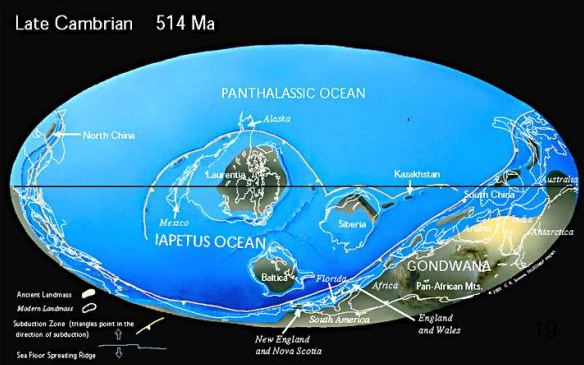 Late Cambrian 514 Ma
PANTHALASSIC OCEAN
Alaska
North China
Laurentia
Kazakhstan
Australia
South China
Mexico
Siberia
India
Arabia
Antarctica
IAPETUS OCEAN
GONDWANA
Baltica
Florida
Africa
Pan-African Mts.
Ancient Landmass
Modern Landmass
South America
England
and Wales
Subduction Zone (triangles point in the
direction of subduction)
New England
and Nova Scotia
Sea Floor Spreading Ridge
19